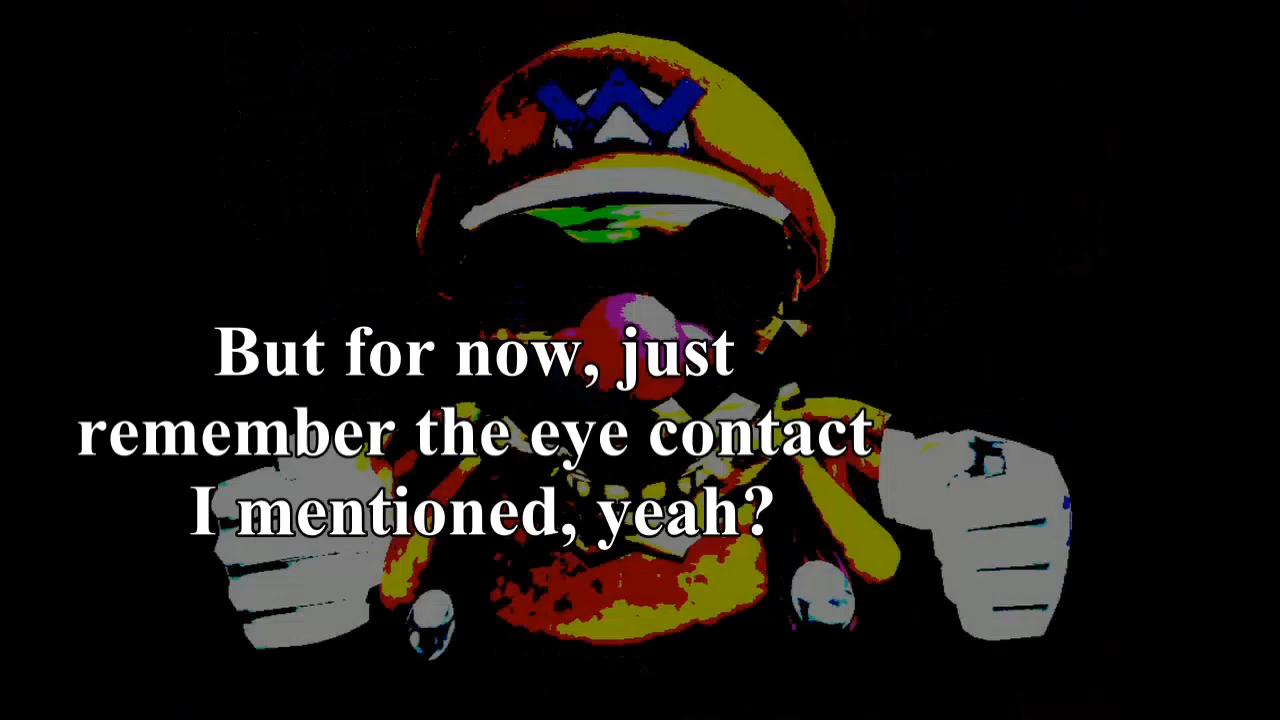 W
But for now, just
remember the eye contact
I mentioned, yeah?